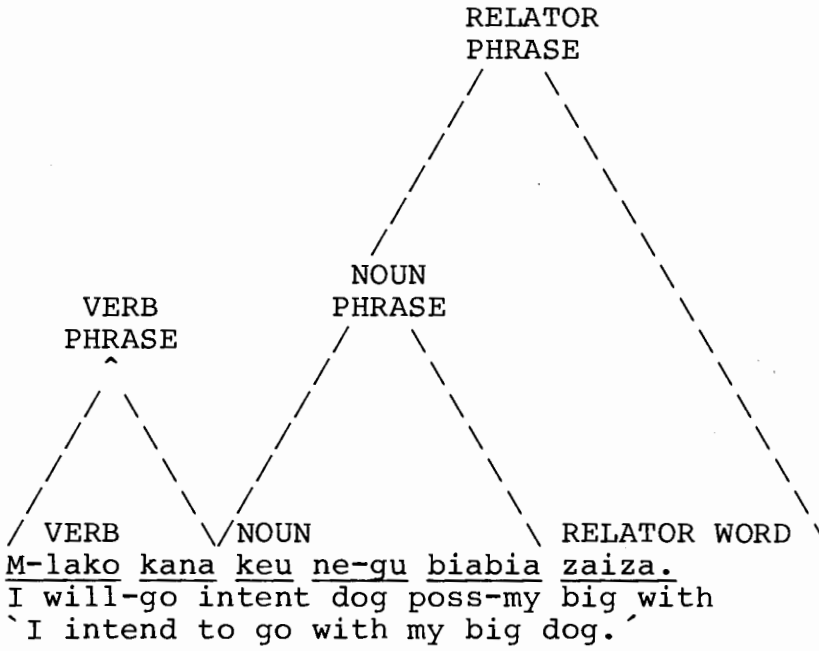 RELATOR
PHRASE
NOUN
VERB PHRASE
PHRASE
VERB NOUN RELATOR WORD
M-lako kana keu ne-gu biabia zaiza.
I will-go intent dog poss-my big with
`I intend to go with my big dog.´